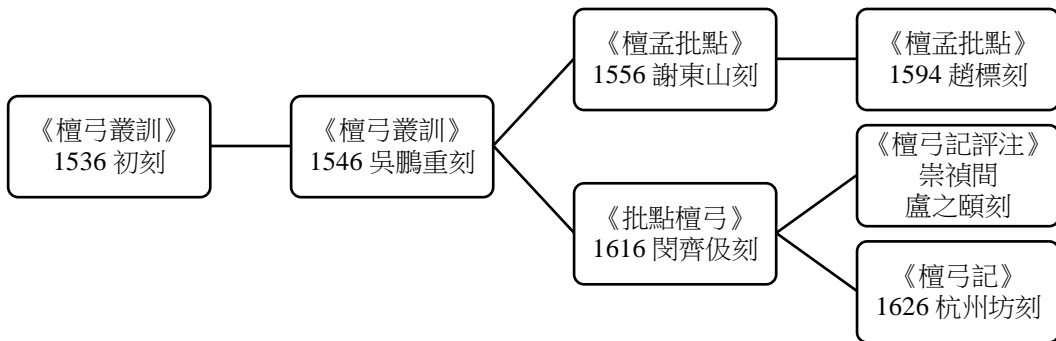 《檀弓叢訓》
1536 初刻
《檀弓叢訓》
1546 吳鵬重刻
《檀孟批點》
1556 謝東山刻
《檀孟批點》
1594 趙標刻
《批點檀弓》
1616 閔齊伋刻
《檀弓記評注》
崇禎間
盧之頤刻
《檀弓記》
1626 杭州坊刻